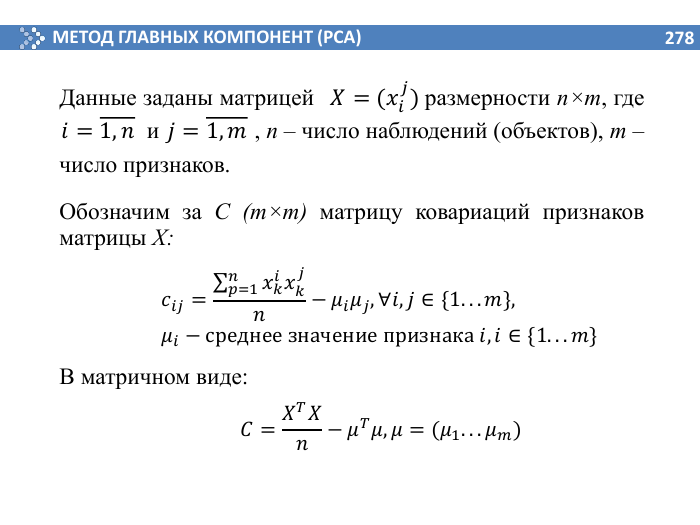 МЕТОД ГЛАВНЫХ КОМПОНЕНТ (PCA) 278
Данные заданы матрицей $X = (x_i^j)$ размерности n×m, где
$i = \overline{1, n}$ и $j = \overline{1, m}$ , n – число наблюдений (объектов), m –
число признаков.
Обозначим за C (m×m) матрицу ковариаций признаков
матрицы X:
$c_{ij} = \frac{\sum_{p=1}^{n} x_k^i x_k^j}{n} - \mu_i \mu_j, \forall i, j \in \{1 \dots m\},$
$\mu_i$ − среднее значение признака $i, i \in \{1 \dots m\}$
В матричном виде:
$C = \frac{X^T X}{n} - \mu^T \mu, \mu = (\mu_1 \dots \mu_m)$